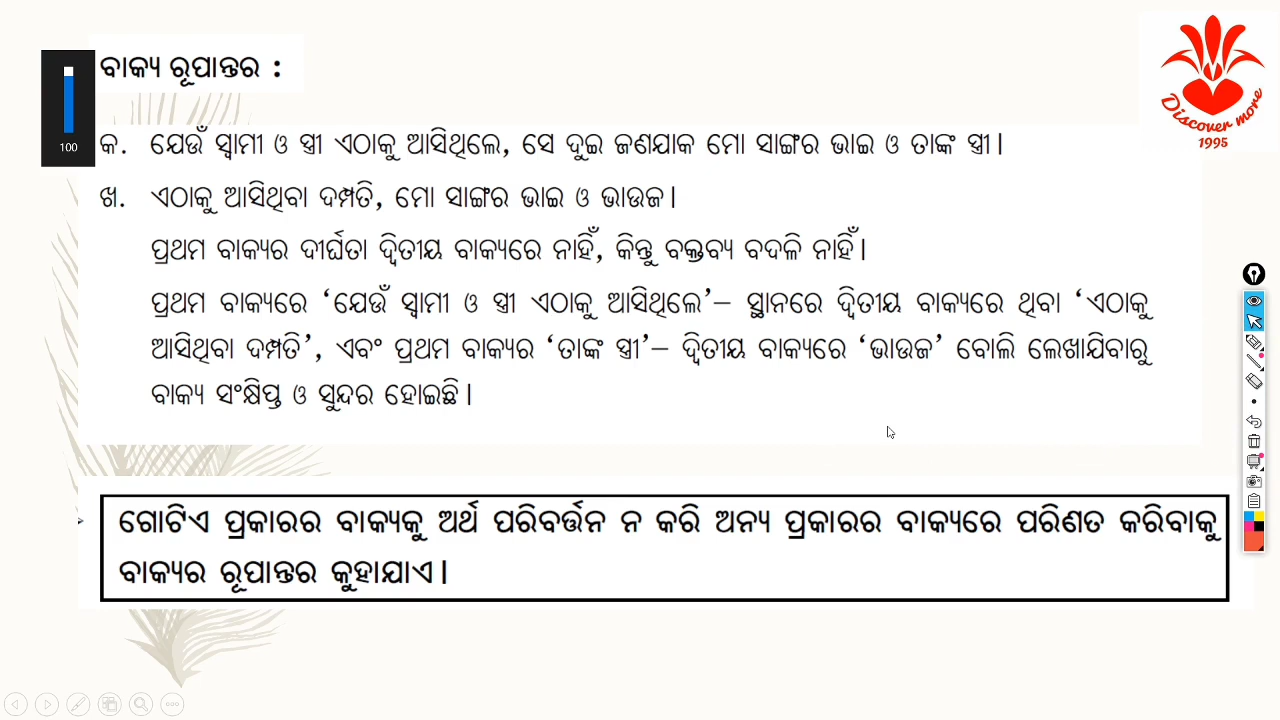 ବାକ୍ୟ ରୂପାନ୍ତର :
100
କ. ଯେଉଁ ସ୍ୱାମୀ ଓ ସ୍ତ୍ରୀ ଏଠାକୁ ଆସିଥିଲେ, ସେ ଦୁଇ ଜଣଯାକ ମୋ ସାଙ୍ଗର ଭାଇ ଓ ତାଙ୍କ ସ୍ତ୍ରୀ।
ଖ. ଏଠାକୁ ଆସିଥିବା ଦମ୍ପତି, ମୋ ସାଙ୍ଗର ଭାଇ ଓ ଭାଉଜ।
ପ୍ରଥମ ବାକ୍ୟର ଦୀର୍ଘତା ଦ୍ୱିତୀୟ ବାକ୍ୟରେ ନାହିଁ, କିନ୍ତୁ ବକ୍ତବ୍ୟ ବଦଳି ନାହିଁ।
ପ୍ରଥମ ବାକ୍ୟରେ ‘ଯେଉଁ ସ୍ୱାମୀ ଓ ସ୍ତ୍ରୀ ଏଠାକୁ ଆସିଥିଲେ’– ସ୍ଥାନରେ ଦ୍ୱିତୀୟ ବାକ୍ୟରେ ଥିବା ‘ଏଠାକୁ
ଆସିଥିବା ଦମ୍ପତି’, ଏବଂ ପ୍ରଥମ ବାକ୍ୟର ‘ତାଙ୍କ ସ୍ତ୍ରୀ’– ଦ୍ୱିତୀୟ ବାକ୍ୟରେ ‘ଭାଉଜ’ ବୋଲି ଲେଖାଯିବାରୁ
ବାକ୍ୟ ସଂକ୍ଷିପ୍ତ ଓ ସୁନ୍ଦର ହୋଇଛି।
ଗୋଟିଏ ପ୍ରକାରର ବାକ୍ୟକୁ ଅର୍ଥ ପରିବର୍ତ୍ତନ ନ କରି ଅନ୍ୟ ପ୍ରକାରର ବାକ୍ୟରେ ପରିଣତ କରିବାକୁ
ବାକ୍ୟର ରୂପାନ୍ତର କୁହାଯାଏ।
Discover more
1995